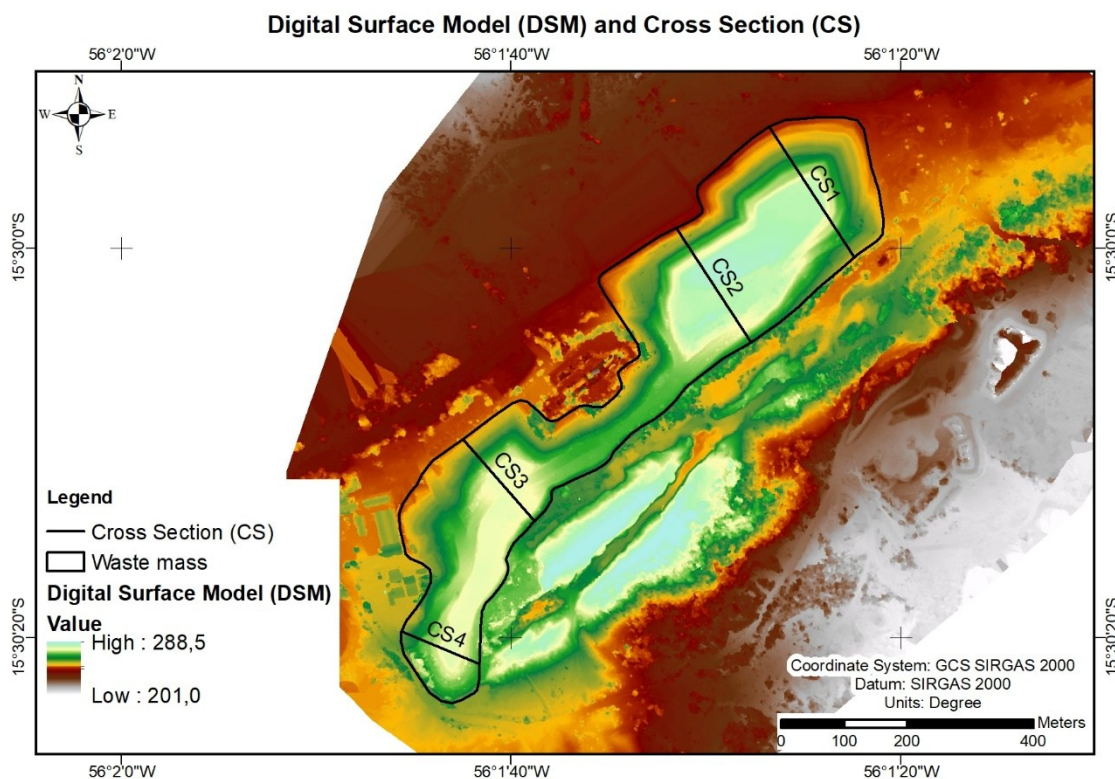 Digital Surface Model (DSM) and Cross Section (CS)
56°2'0"W 56°1'40"W 56°1'20"W
N
W E
S
CS1
15°30'0"S 15°30'0"S
CS2
CS3
Legend
Cross Section (CS)
Waste mass
Digital Surface Model (DSM)
Value
High : 288,5
Low : 201,0
CS4
15°30'20"S 15°30'20"S
Coordinate System: GCS SIRGAS 2000
Datum: SIRGAS 2000
Units: Degree
Meters
0 100 200 400
56°2'0"W 56°1'40"W 56°1'20"W